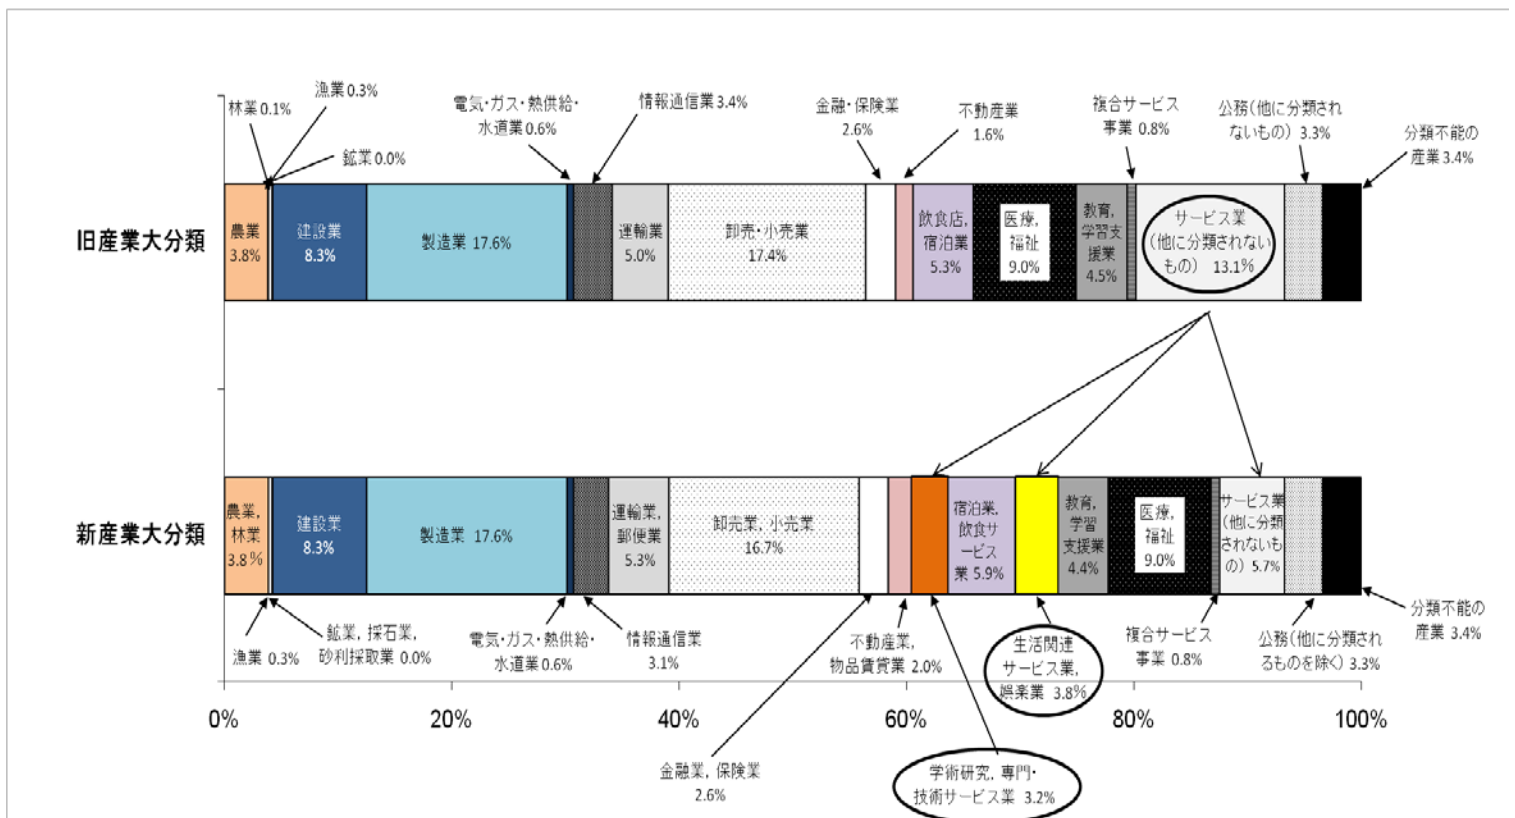 林業 0.1%
漁業 0.3%
鉱業 0.0%
電気・ガス・熱供給・
水道業 0.6%
情報通信業 3.4%
金融・保険業
2.6%
不動産業
1.6%
複合サービス
事業 0.8%
公務(他に分類され
ないもの) 3.3%
分類不能の
産業 3.4%
旧産業大分類
農業
3.8%
建設業
8.3%
製造業 17.6%
運輸業
5.0%
卸売・小売業
17.4%
飲食店,
宿泊業
5.3%
医療,
福祉
9.0%
教育,
学習支
援業
4.5%
サービス業
(他に分類されない
もの) 13.1%
新産業大分類
農業,
林業
3.8%
建設業
8.3%
製造業 17.6%
運輸業,
郵便業
5.3%
卸売業, 小売業
16.7%
宿泊業,
飲食サ
ービス
業 5.9%
教育,
学習
支援業
4.4%
医療,
福祉
9.0%
サービス業
(他に分類
されないも
の) 5.7%
漁業 0.3%
鉱業, 採石業,
砂利採取業 0.0%
電気・ガス・熱供給・
水道業 0.6%
情報通信業
3.1%
不動産業,
物品賃貸業 2.0%
生活関連
サービス業,
娯楽業 3.8%
複合サービス
事業 0.8%
公務(他に分類され
るものを除く) 3.3%
分類不能の
産業 3.4%
0%
20%
40%
60%
80%
100%
金融業, 保険業
2.6%
学術研究, 専門・
技術サービス業 3.2%